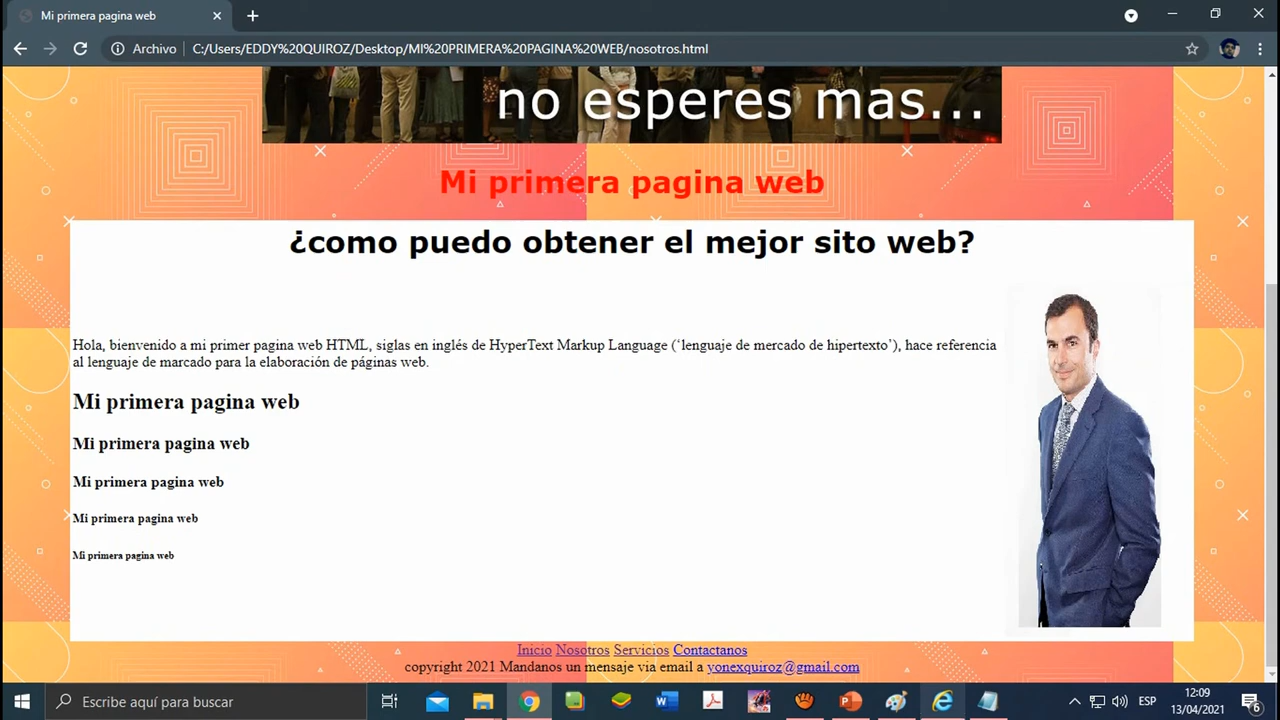 Mi primera pagina web
Archivo C:/Users/EDDY%20QUIROZ/Desktop/MI%20PRIMERA%20PAGINA%20WEB/nosotros.html
no esperes mas...
Mi primera pagina web
¿como puedo obtener el mejor sito web?
Hola, bienvenido a mi primer pagina web HTML, siglas en inglés de HyperText Markup Language (‘lenguaje de mercado de hipertexto’), hace referencia
al lenguaje de marcado para la elaboración de páginas web.
Mi primera pagina web
Mi primera pagina web
Mi primera pagina web
Mi primera pagina web
Mi primera pagina web
Inicio Nosotros Servicios Contactanos
copyright 2021 Mandanos un mensaje via email a yonexquiroz@gmail.com
Escribe aquí para buscar
ESP
12:09
13/04/2021
6